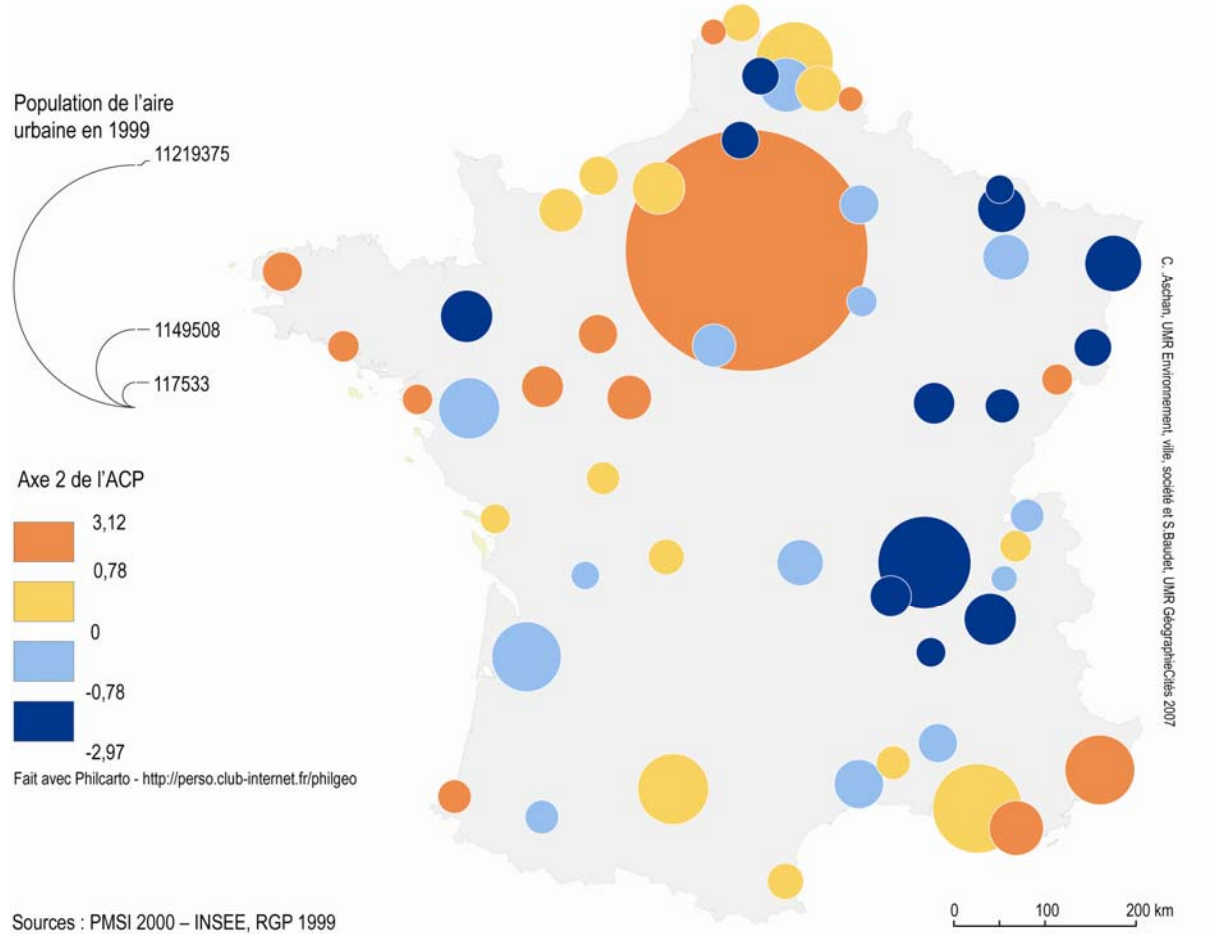 Population de l'aire
urbaine en 1999
11219375
1149508
117533
Axe 2 de l'ACP
3,12
0,78
0
-0,78
-2,97
Fait avec Philcarto - http://perso.club-internet.fr/philgeo
Sources : PMSI 2000 – INSEE, RGP 1999
0 100 200 km
C. Aschan, UMR Environnement, ville, société et S.Baudet, UMR GéographieCités 2007